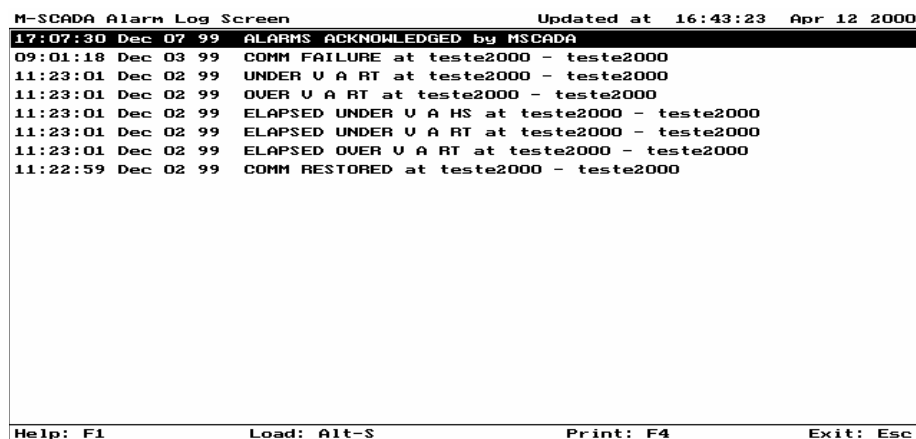 M-SCADA Alarm Log Screen Updated at 16:43:23 Apr 12 2000
17:07:30 Dec 07 99 ALARMS ACKNOWLEDGED by MSCADA
09:01:18 Dec 03 99 COMM FAILURE at teste2000 - teste2000
11:23:01 Dec 02 99 UNDER V A RT at teste2000 - teste2000
11:23:01 Dec 02 99 OVER V A RT at teste2000 - teste2000
11:23:01 Dec 02 99 ELAPSED UNDER V A HS at teste2000 - teste2000
11:23:01 Dec 02 99 ELAPSED UNDER V A RT at teste2000 - teste2000
11:23:01 Dec 02 99 ELAPSED OVER V A RT at teste2000 - teste2000
11:22:59 Dec 02 99 COMM RESTORED at teste2000 - teste2000
Help: F1 Load: Alt-S Print: F4 Exit: Esc